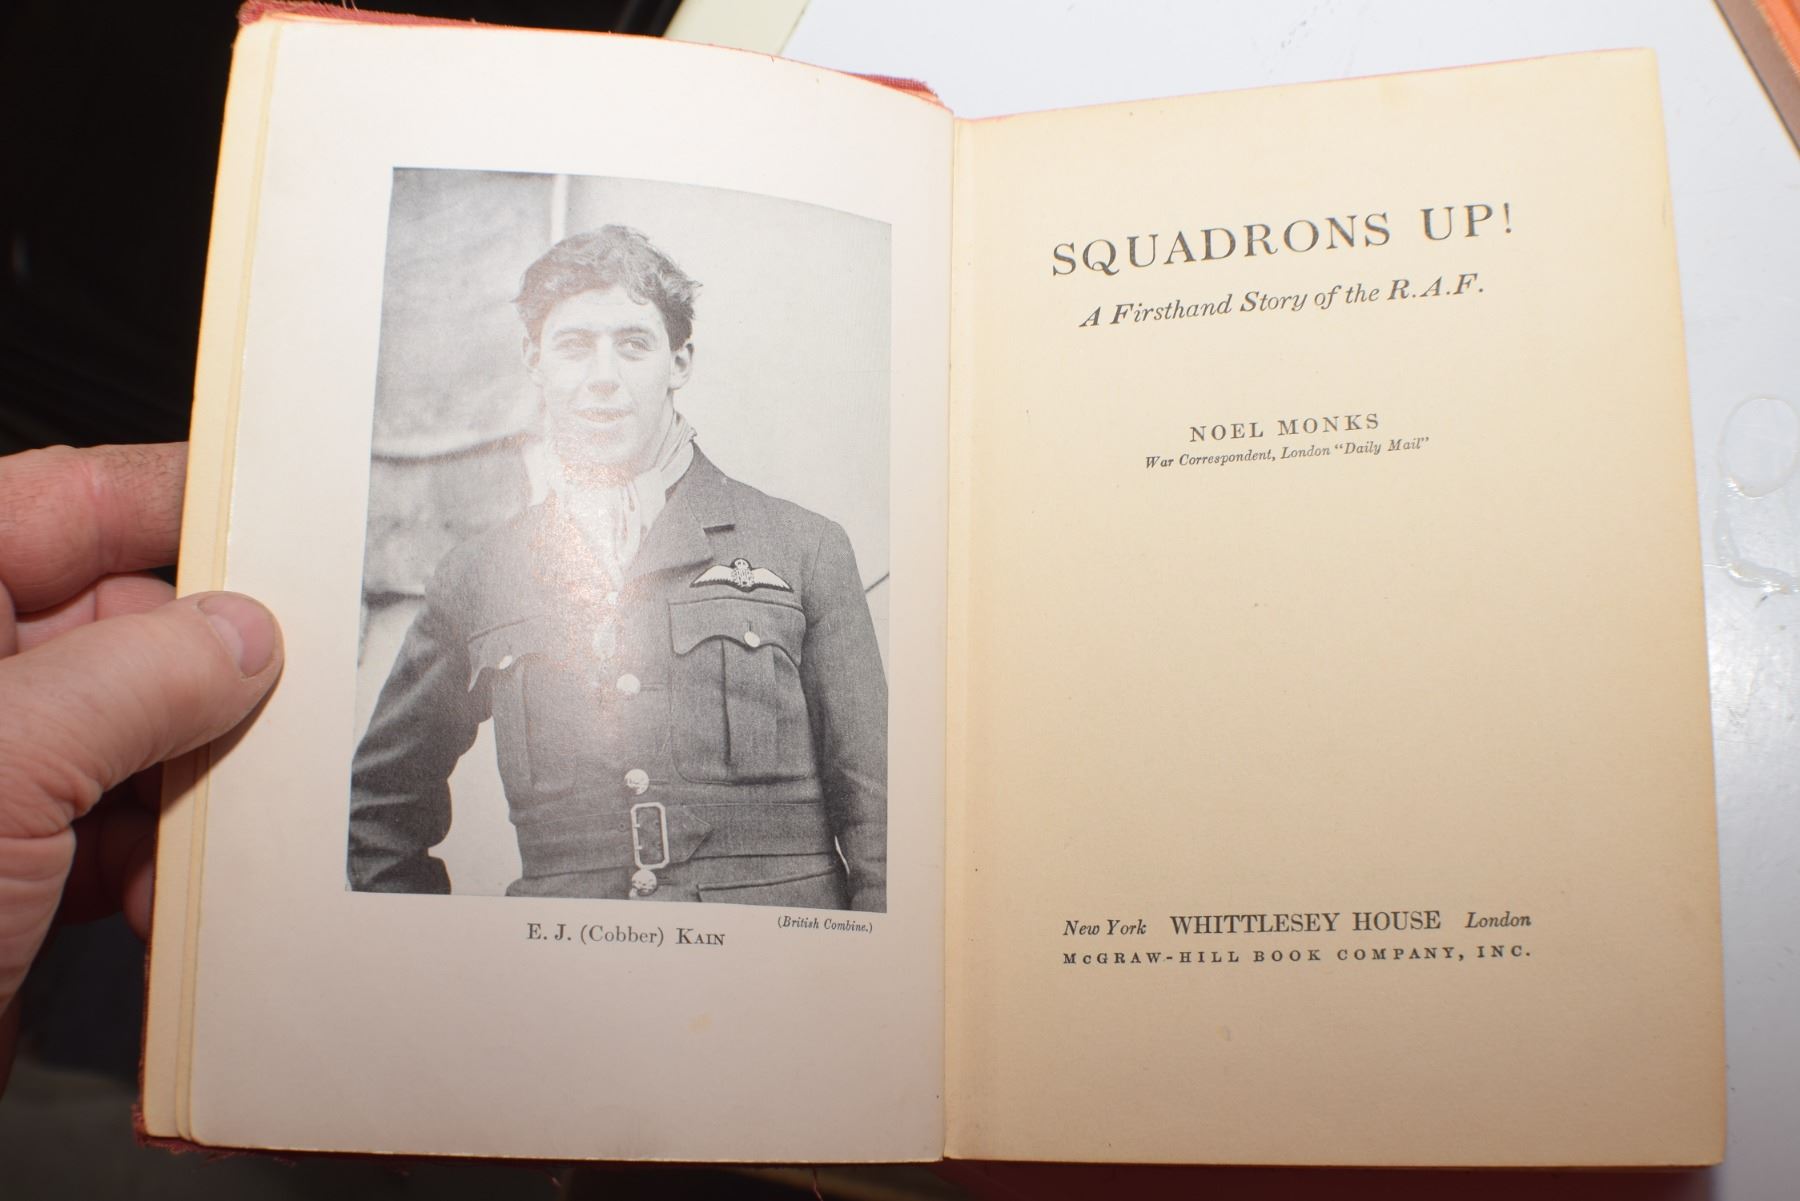 (British Combine.)
E. J. (Cobber) Kain
SQUADRONS UP!
A Firsthand Story of the R.A.F.
NOEL MONKS
War Correspondent, London "Daily Mail"
New York WHITTLESEY HOUSE London
McGRAW-HILL BOOK COMPANY, INC.